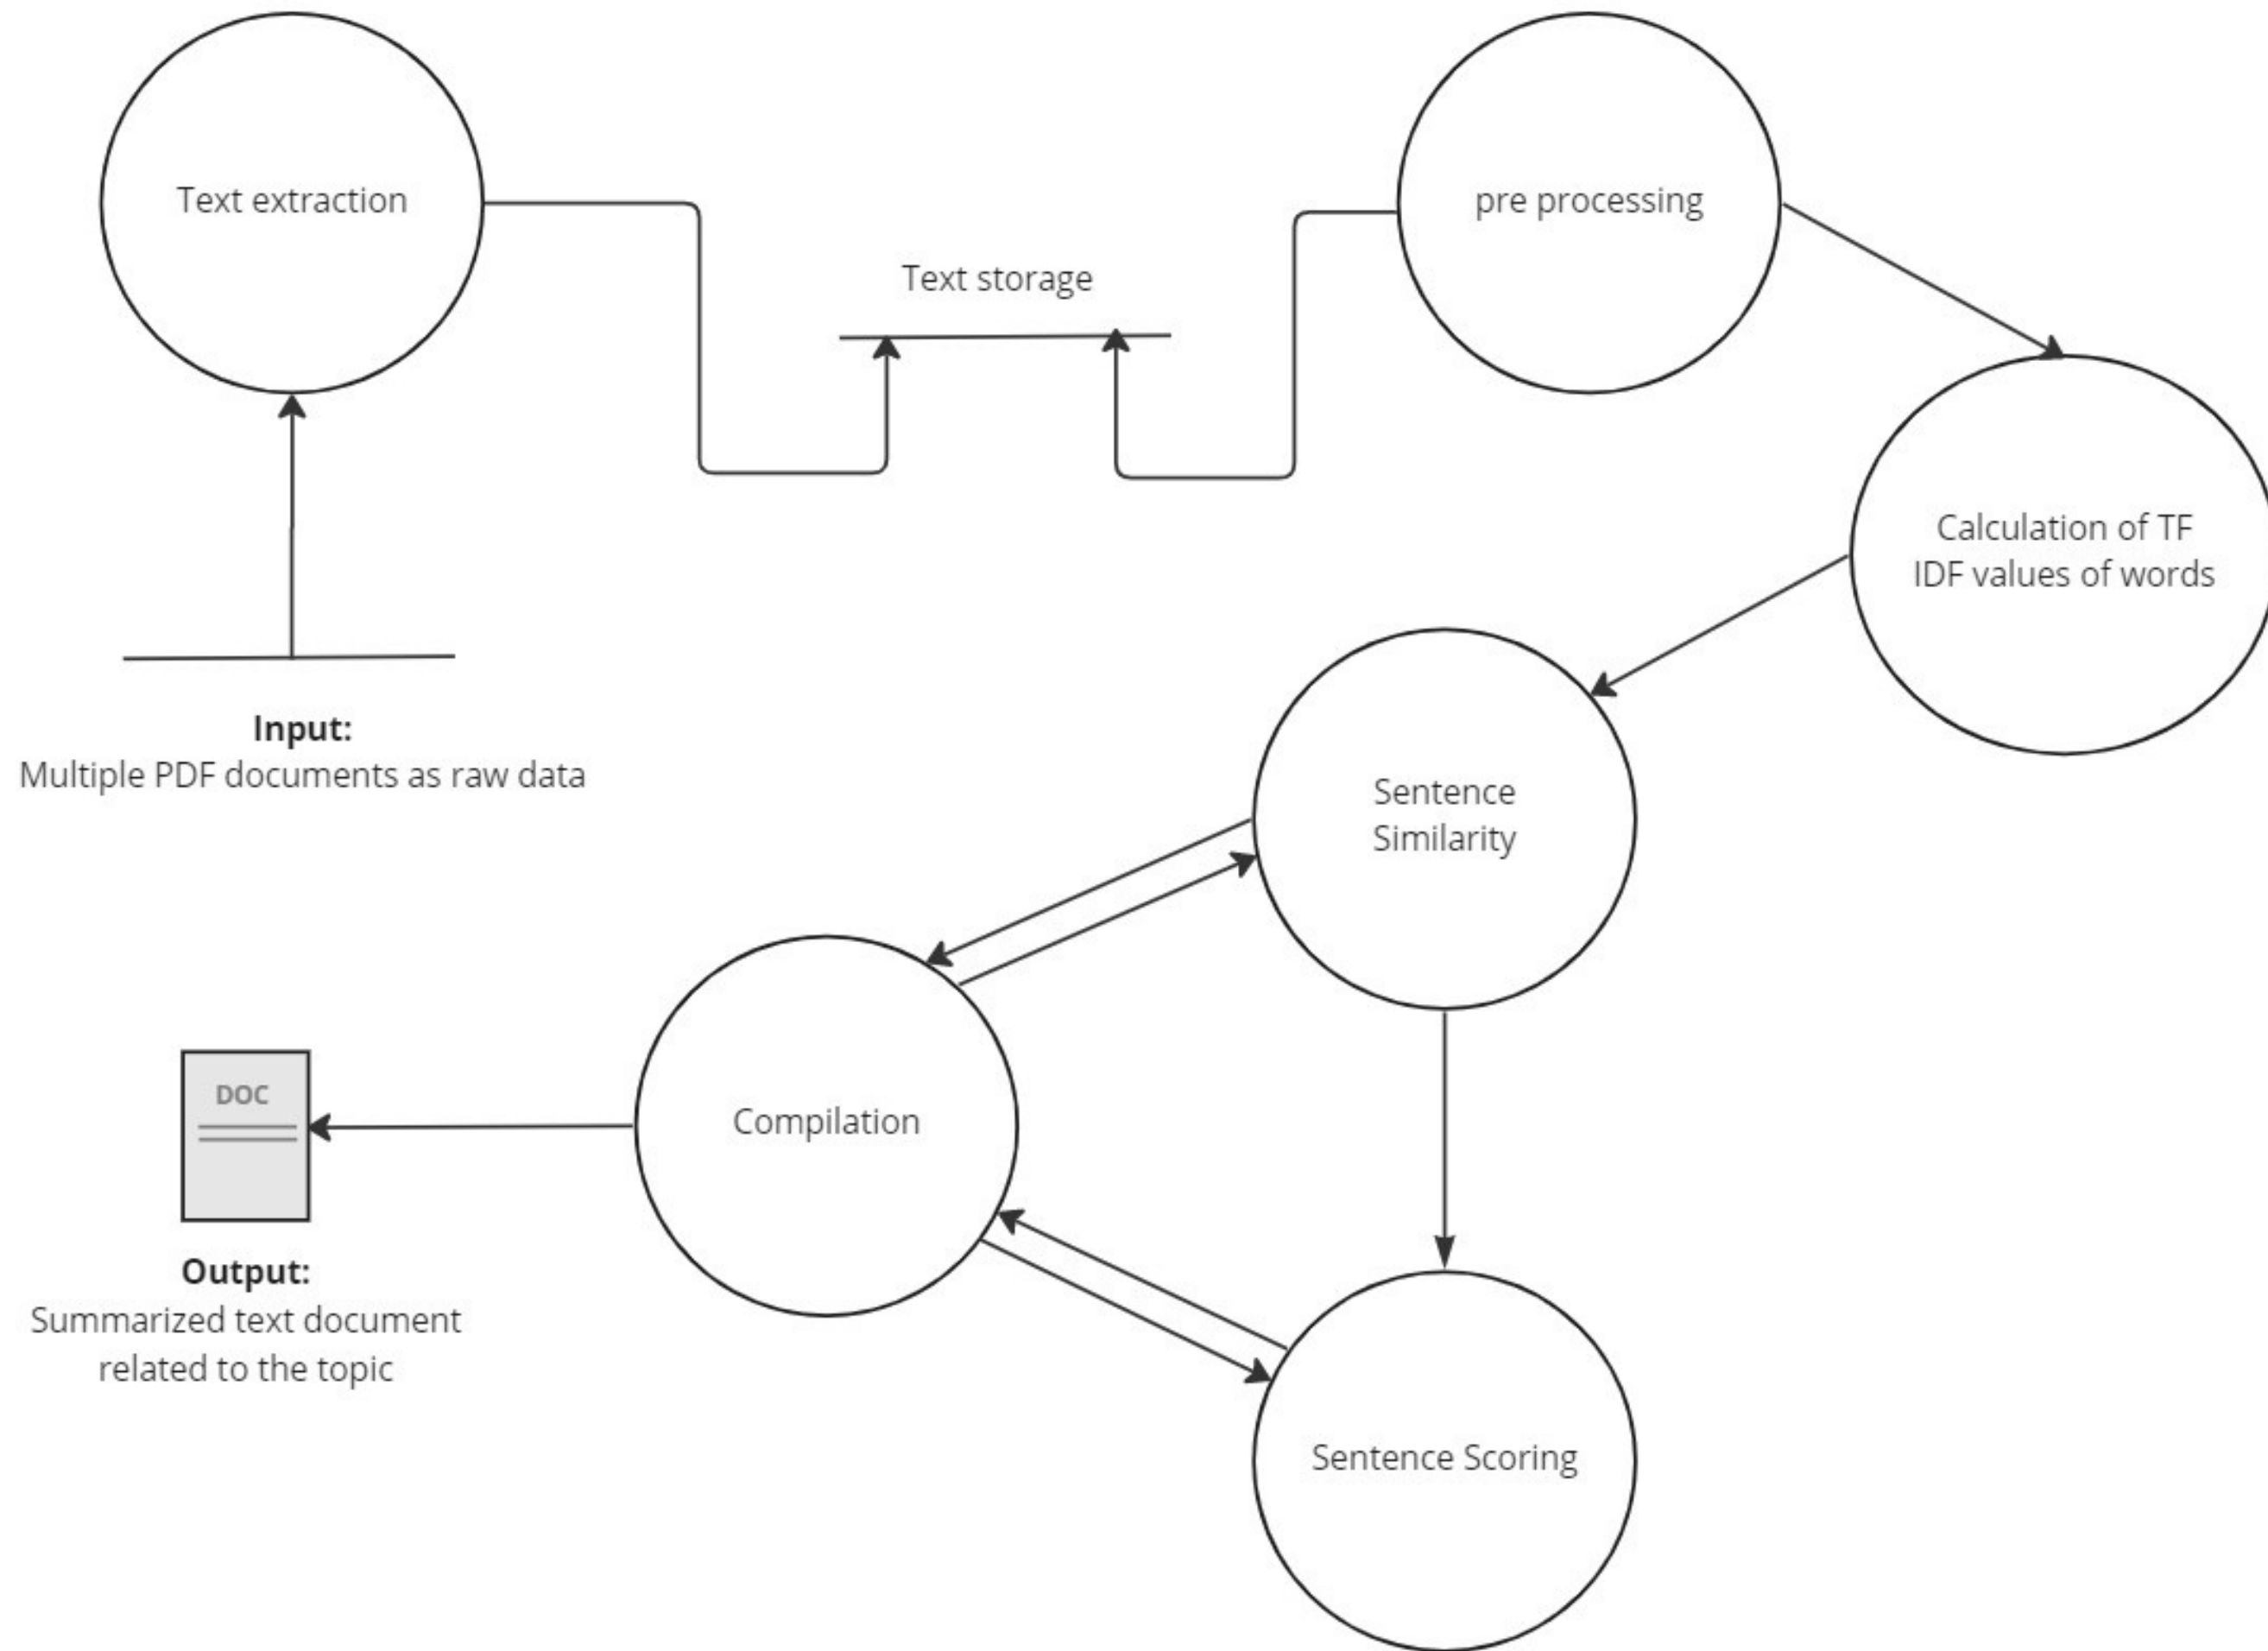 Text extraction
pre processing
Text storage
Calculation of TF
IDF values of words
Input:
Multiple PDF documents as raw data
Sentence
Similarity
DOC
Compilation
Output:
Summarized text document
related to the topic
Sentence Scoring